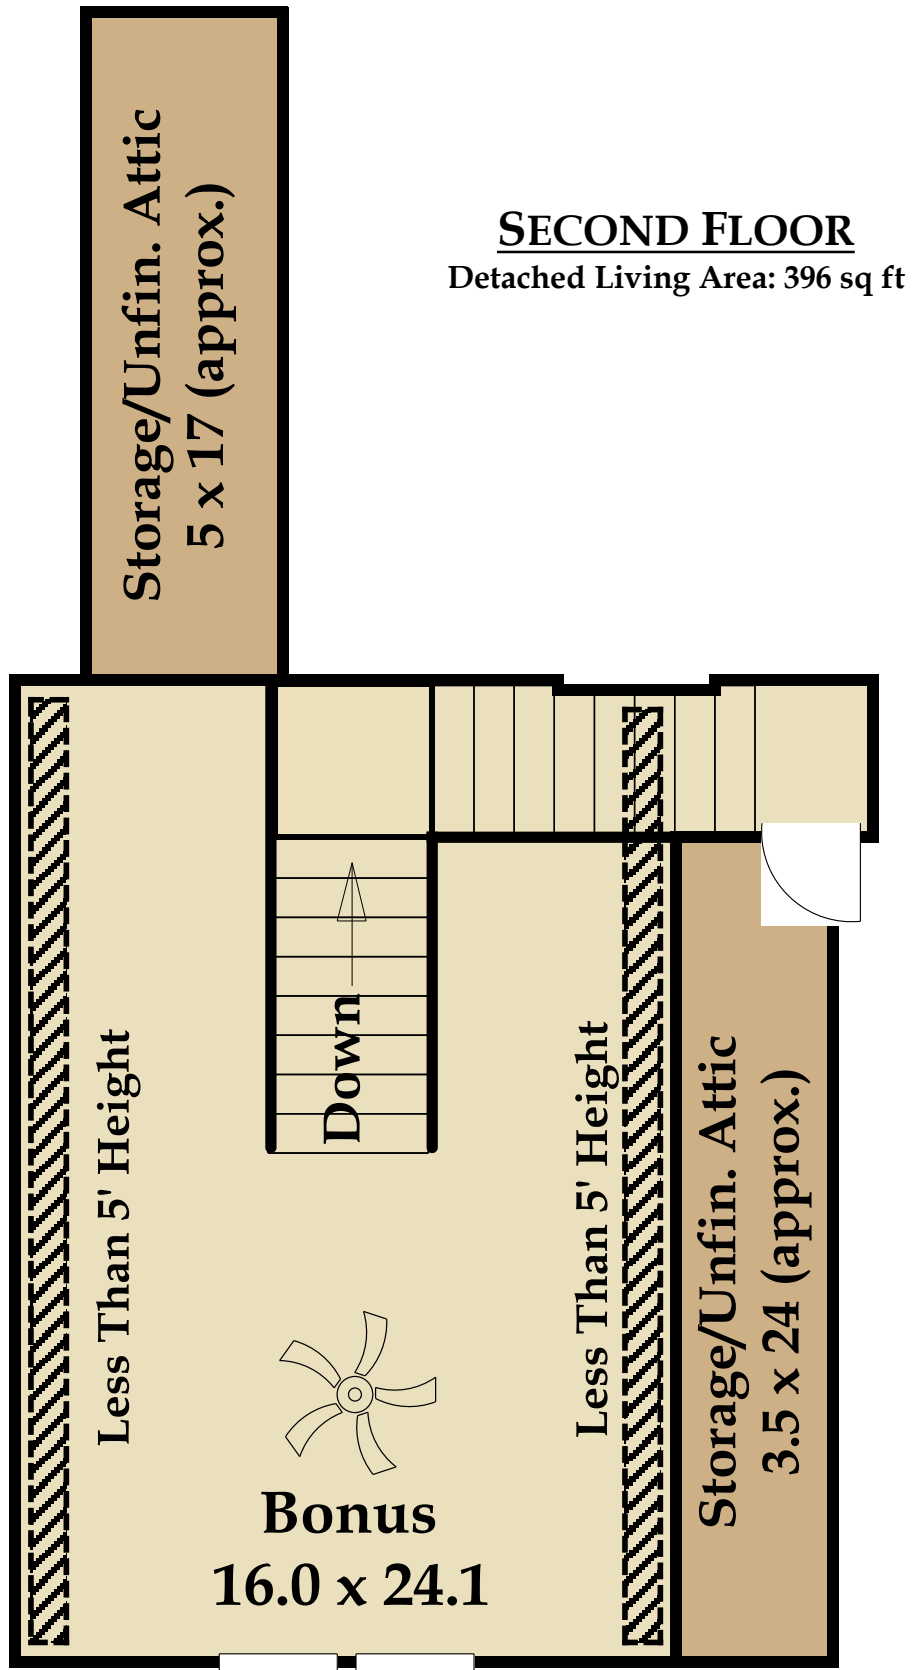 SECOND FLOOR
Detached Living Area: 396 sq ft
Storage/Unfin. Attic
5 x 17 (approx.)
Down
Less Than 5' Height
Less Than 5' Height
Storage/Unfin. Attic
3.5 x 24 (approx.)
Bonus
16.0 x 24.1